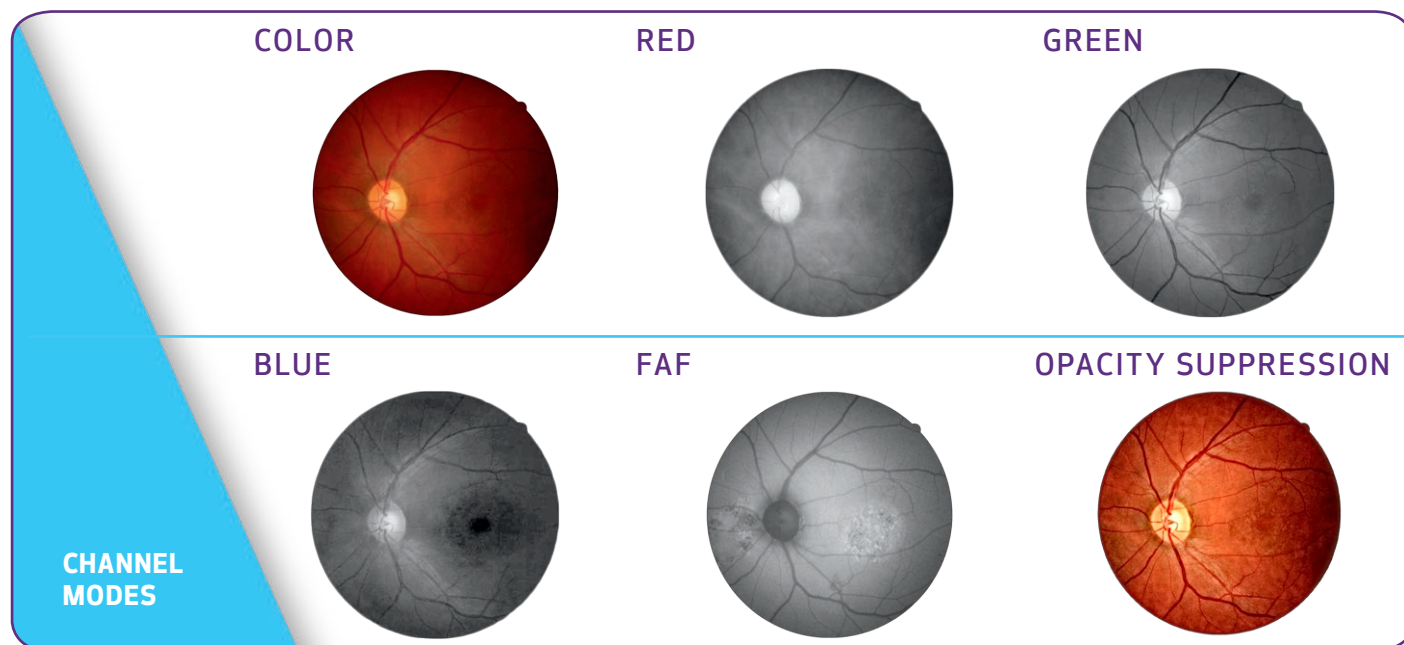 COLOR
RED
GREEN
BLUE
FAF
OPACITY SUPPRESSION
CHANNEL
MODES